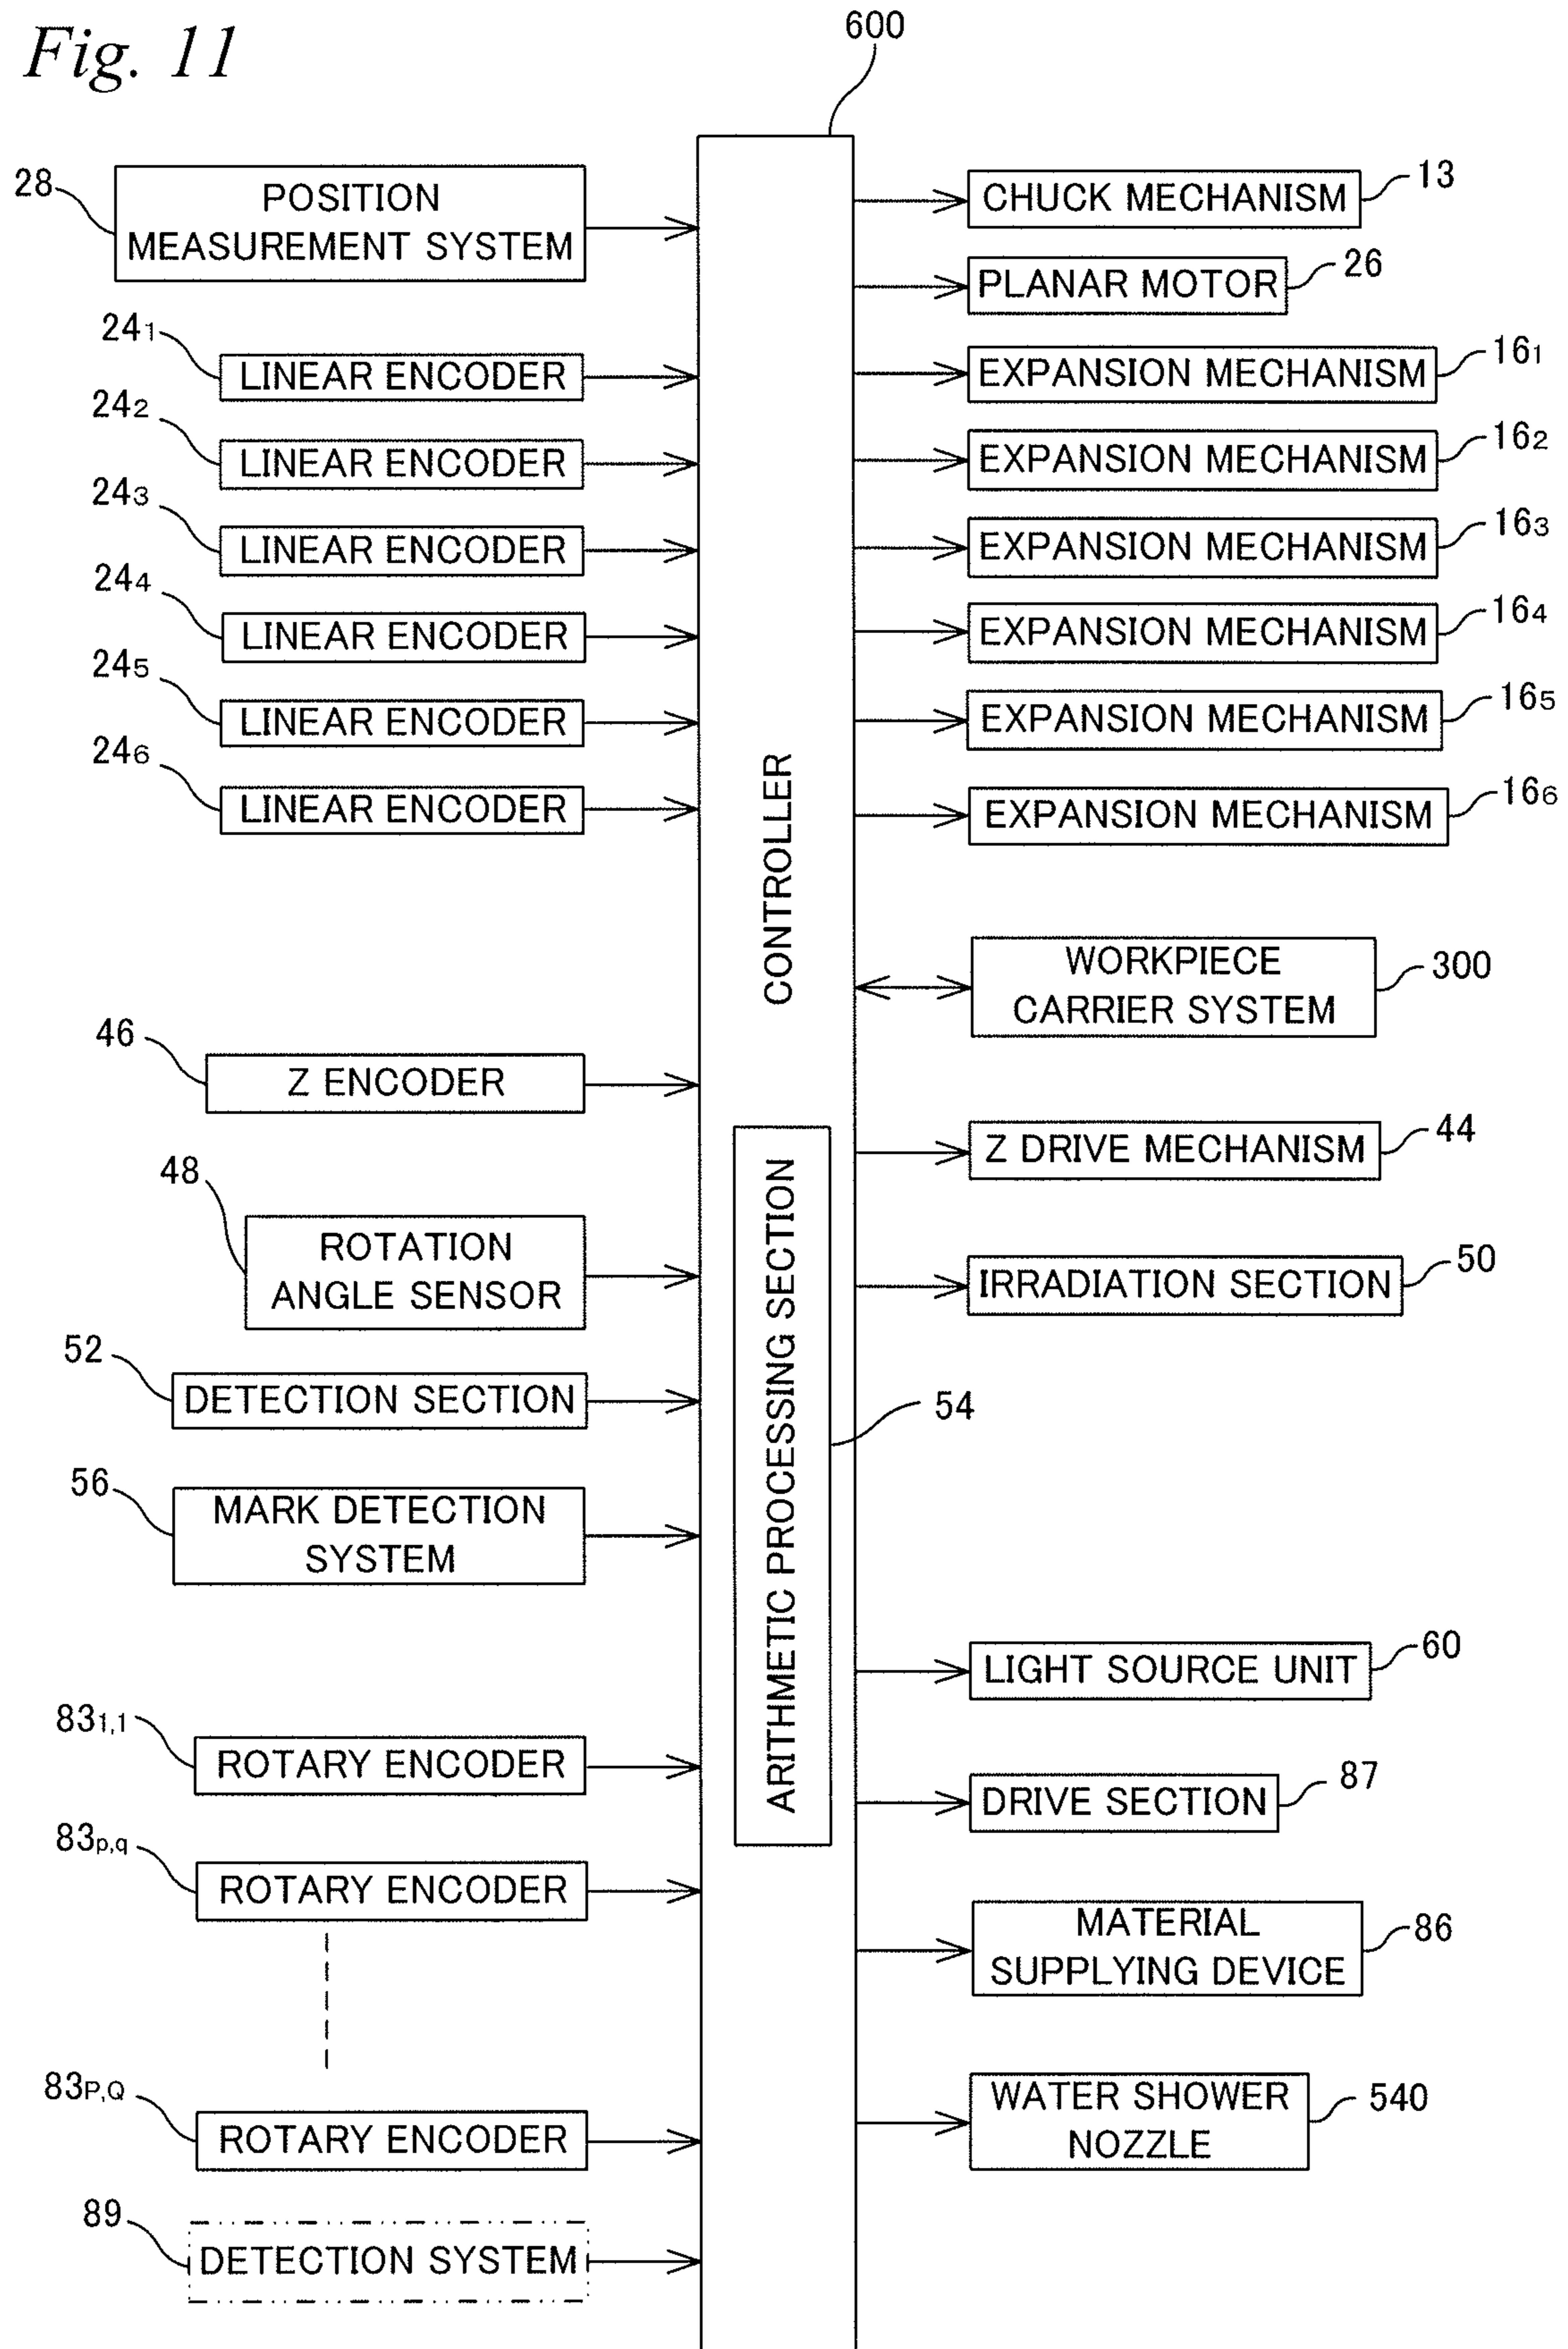 Fig. 11
600
28
POSITION
MEASUREMENT SYSTEM
24₁
LINEAR ENCODER
24₂
LINEAR ENCODER
24₃
LINEAR ENCODER
24₄
LINEAR ENCODER
24₅
LINEAR ENCODER
24₆
LINEAR ENCODER
46
Z ENCODER
48
ROTATION
ANGLE SENSOR
52
DETECTION SECTION
56
MARK DETECTION
SYSTEM
83₁,₁
ROTARY ENCODER
83p,q
ROTARY ENCODER
83P,Q
ROTARY ENCODER
89
DETECTION SYSTEM
CONTROLLER
ARITHMETIC PROCESSING SECTION
54
CHUCK MECHANISM
13
PLANAR MOTOR
26
EXPANSION MECHANISM
16₁
EXPANSION MECHANISM
16₂
EXPANSION MECHANISM
16₃
EXPANSION MECHANISM
16₄
EXPANSION MECHANISM
16₅
EXPANSION MECHANISM
16₆
WORKPIECE
CARRIER SYSTEM
300
Z DRIVE MECHANISM
44
IRRADIATION SECTION
50
LIGHT SOURCE UNIT
60
DRIVE SECTION
87
MATERIAL
SUPPLYING DEVICE
86
WATER SHOWER
NOZZLE
540